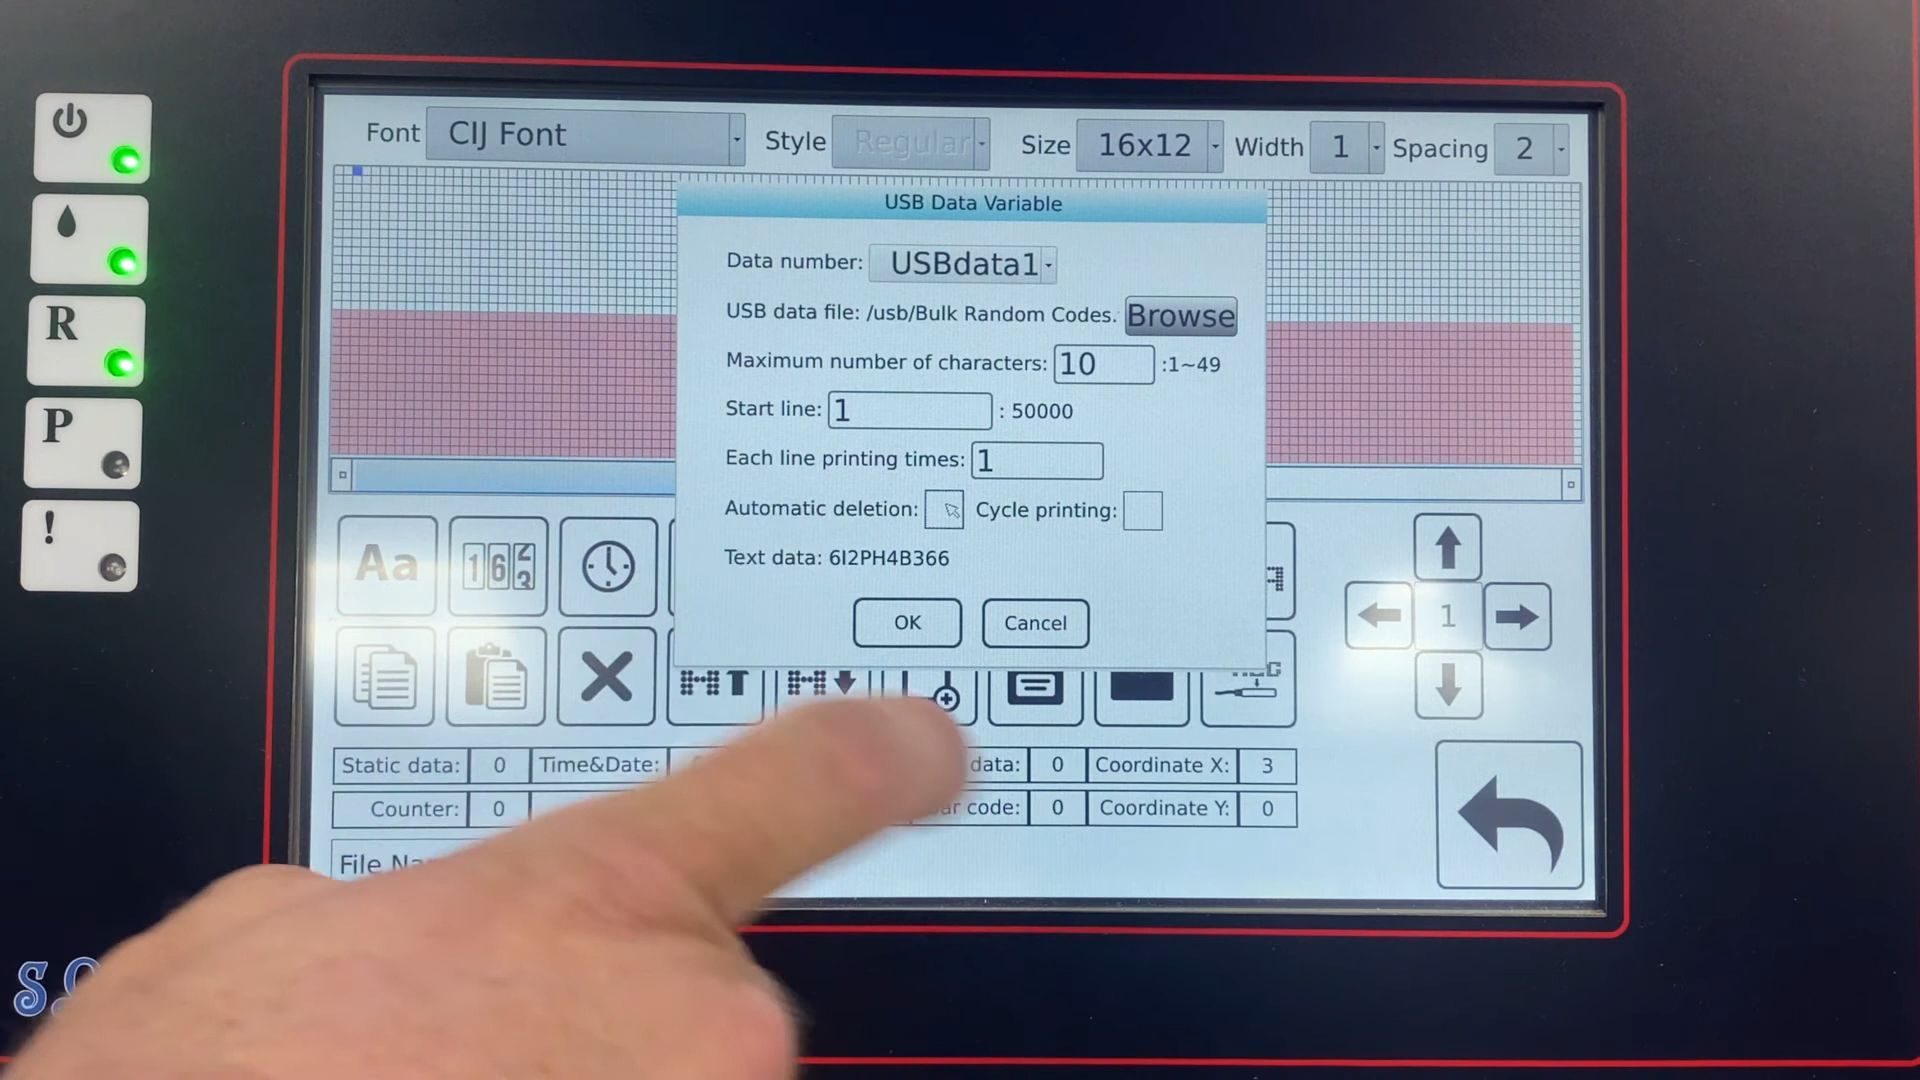 Font CIJ Font Style Regular Size 16x12 Width 1 Spacing 2
USB Data Variable
Data number: USBdata1
USB data file: /usb/Bulk Random Codes. Browse
Maximum number of characters: 10 :1~49
Start line: 1 : 50000
Each line printing times: 1
Automatic deletion: Cycle printing:
Text data: 6I2PH4B366
OK Cancel
R
P
!
Aa
1
Static data: 0 Time&Date: data: 0 Coordinate X: 3
Counter: 0 code: 0 Coordinate Y: 0
File